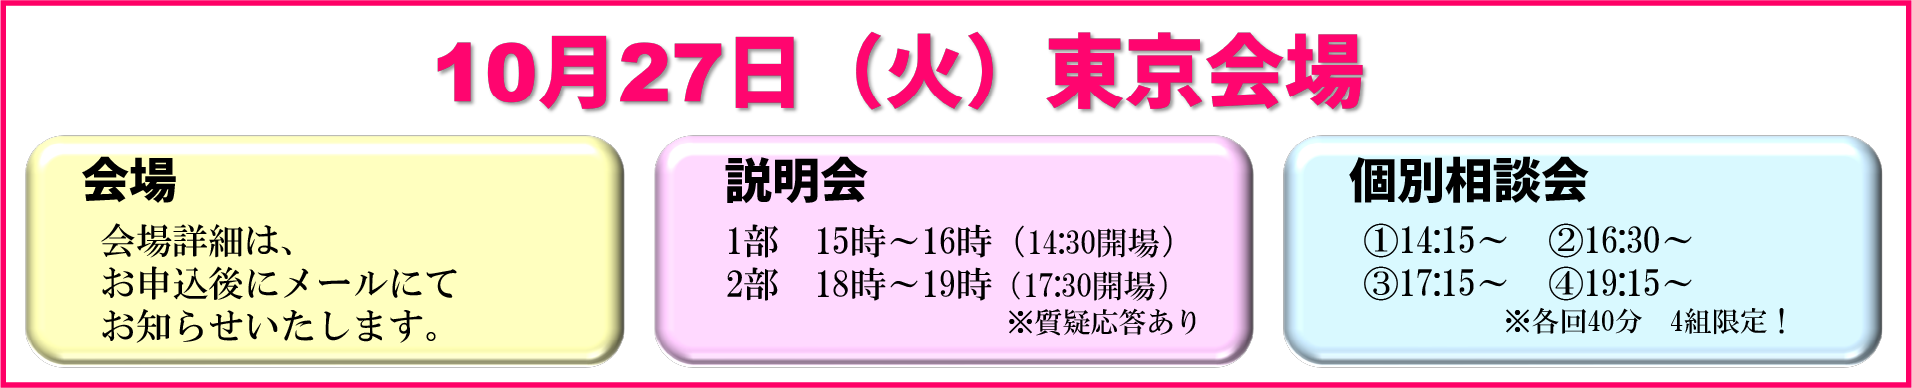 10月27日（火）東京会場
会場
会場詳細は、
お申込後にメールにて
お知らせいたします。
説明会
1部　15時～16時（14:30開場）
2部　18時～19時（17:30開場）
※質疑応答あり
個別相談会
①14:15～　②16:30～
③17:15～　④19:15～
※各回40分　4組限定！